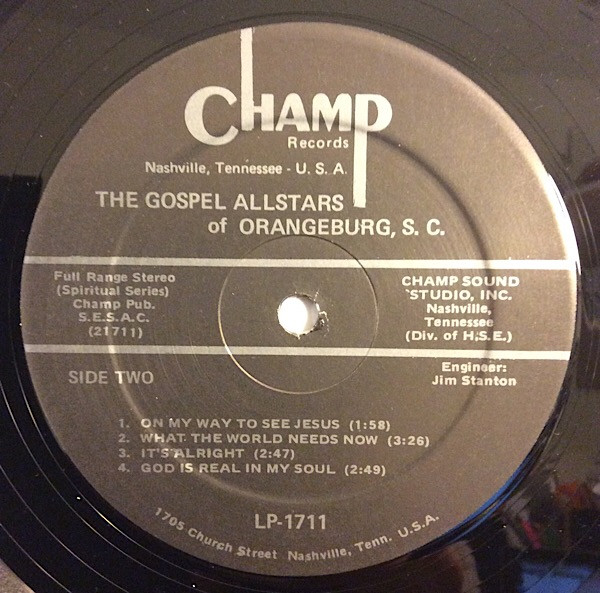 CHAMP
Records
Nashville, Tennessee - U. S. A.
THE GOSPEL ALLSTARS
of ORANGEBURG, S. C.
Full Range Stereo
(Spiritual Series)
Champ Pub.
S.E.S.A.C.
(21711)
CHAMP SOUND
STUDIO, INC.
Nashville,
Tennessee
(Div. of H.S.E.)
SIDE TWO
Engineer:
Jim Stanton
1. ON MY WAY TO SEE JESUS (1:58)
2. WHAT THE WORLD NEEDS NOW (3:26)
3. IT'S ALRIGHT (2:47)
4. GOD IS REAL IN MY SOUL (2:49)
LP-1711
1705 Church Street Nashville, Tenn. U.S.A.